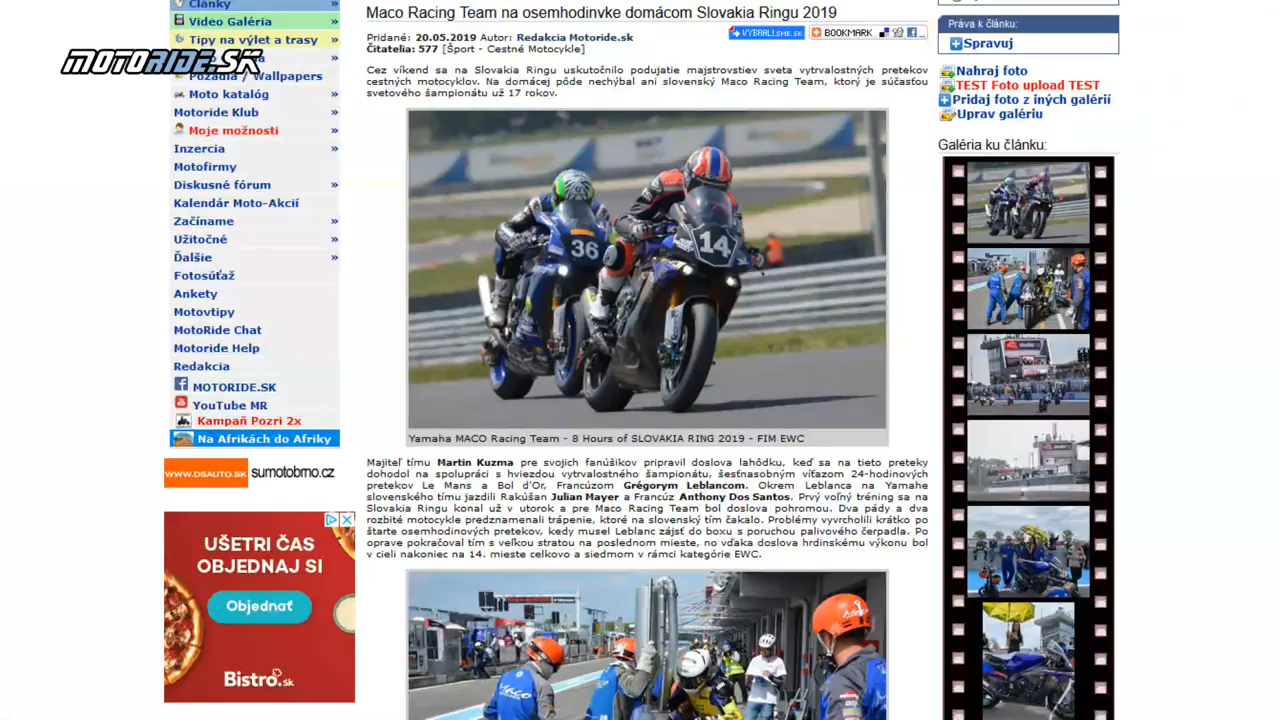 Články »
Video Galéria »
Tipy na výlet a trasy »
MOTORIDE.SK
Pozadia / Wallpapers
Moto katalóg »
Motoride Klub »
Moje možnosti »
Inzercia »
Motofirmy
Diskusné fórum »
Kalendár Moto-Akcií
Začíname »
Užitočné »
Ďalšie »
Fotosúťaž
Ankety
Motovtipy
MotoRide Chat
Motoride Help
Redakcia
MOTORIDE.SK
YouTube MR
Kampaň Pozri 2x
Na Afrikách do Afriky
WWW.DSAUTO.SK sumotobrno.cz
UŠETRI ČAS
OBJEDNAJ SI
Objednať
Bistro.sk
Maco Racing Team na osemhodinvke domácom Slovakia Ringu 2019
Pridané: 20.05.2019 Autor: Redakcia Motoride.sk
VYBRALI.SME.SK BOOKMARK
Čitatelia: 577 [Šport - Cestné Motocykle]
Cez víkend sa na Slovakia Ringu uskutočnilo podujatie majstrovstiev sveta vytrvalostných pretekov
cestných motocyklov. Na domácej pôde nechýbal ani slovenský Maco Racing Team, ktorý je súčasťou
svetového šampionátu už 17 rokov.
36
14
Yamaha MACO Racing Team - 8 Hours of SLOVAKIA RING 2019 - FIM EWC
Majiteľ tímu Martin Kuzma pre svojich fanúšikov pripravil doslova lahôdku, keď sa na tieto preteky
dohodol na spolupráci s hviezdou vytrvalostného šampionátu, šesťnasobným víťazom 24-hodinových
pretekov Le Mans a Bol d'Or, Francúzom Grégorym Leblancom. Okrem Leblanca na Yamahe
slovenského tímu jazdili Rakúšan Julian Mayer a Francúz Anthony Dos Santos. Prvý voľný tréning sa na
Slovakia Ringu konal už v utorok a pre Maco Racing Team bol doslova pohromou. Dva pády a dva
rozbité motocykle predznamenali trápenie, ktoré na slovenský tím čakalo. Problémy vyvrcholili krátko po
štarte osemhodinových pretekov, kedy musel Leblanc zájsť do boxu s poruchou palivového čerpadla. Po
oprave pokračoval tím s veľkou stratou na poslednom mieste, no vďaka doslova hrdinskému výkonu bol
v cieli nakoniec na 14. mieste celkovo a siedmom v rámci kategórie EWC.
Práva k článku:
Spravuj
Nahraj foto
TEST Foto upload TEST
Pridaj foto z iných galérií
Uprav galériu
Galéria ku článku: